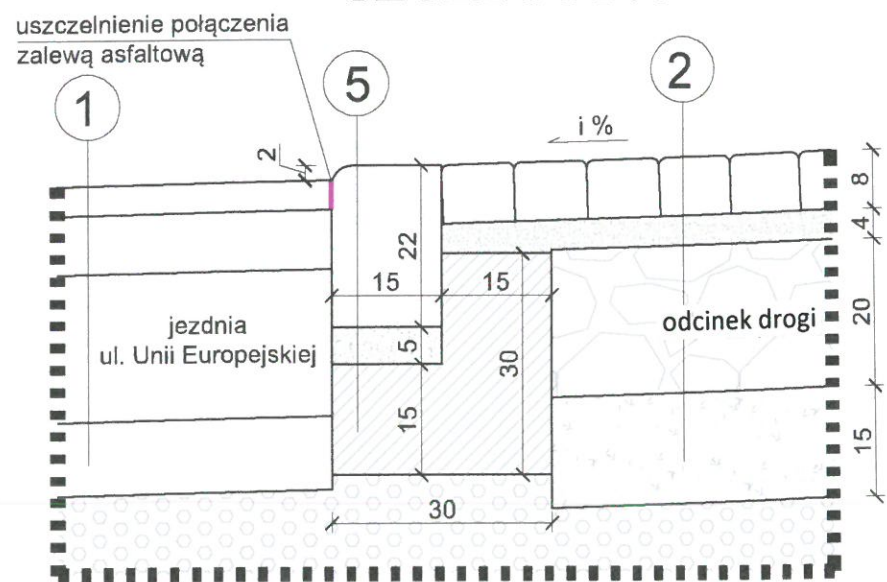 uszczelnienie połączenia
zalewą asfaltową
1
5
2
i %
2
8
4
22
15
15
20
jezdnia
ul. Unii Europejskiej
odcinek drogi
5
30
15
15
30